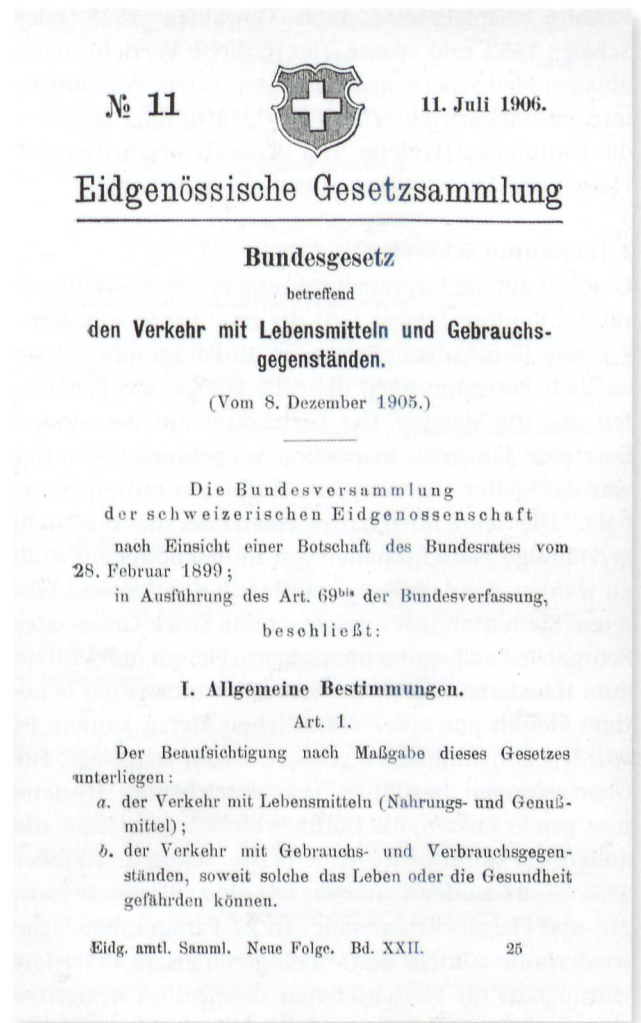 № 11
11. Juli 1906.
Eidgenössische Gesetzsammlung
Bundesgesetz
betreffend
den Verkehr mit Lebensmitteln und Gebrauchs-
gegenständen.
(Vom 8. Dezember 1905.)
Die Bundesversammlung
der schweizerischen Eidgenossenschaft
nach Einsicht einer Botschaft des Bundesrates vom
28. Februar 1899;
in Ausführung des Art. 69bis der Bundesverfassung,
beschließt:
I. Allgemeine Bestimmungen.
Art. 1.
Der Beaufsichtigung nach Maßgabe dieses Gesetzes
unterliegen:
a. der Verkehr mit Lebensmitteln (Nahrungs- und Genuß-
mittel);
b. der Verkehr mit Gebrauchs- und Verbrauchsgegen-
ständen, soweit solche das Leben oder die Gesundheit
gefährden können.
Eidg. amtl. Samml. Neue Folge. Bd. XXII. 25